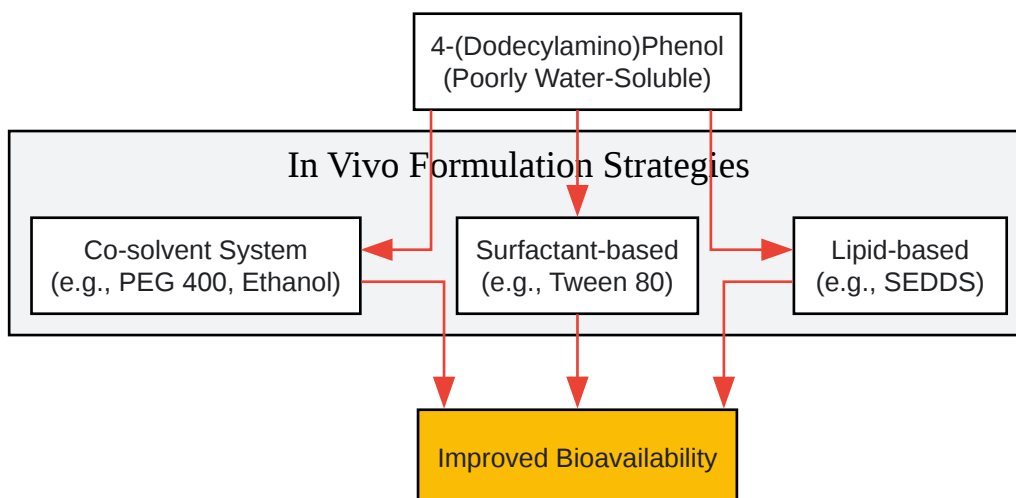 4-(Dodecylamino)Phenol
(Poorly Water-Soluble)
In Vivo Formulation Strategies
Co-solvent System
(e.g., PEG 400, Ethanol)
Surfactant-based
(e.g., Tween 80)
Lipid-based
(e.g., SEDDS)
Improved Bioavailability